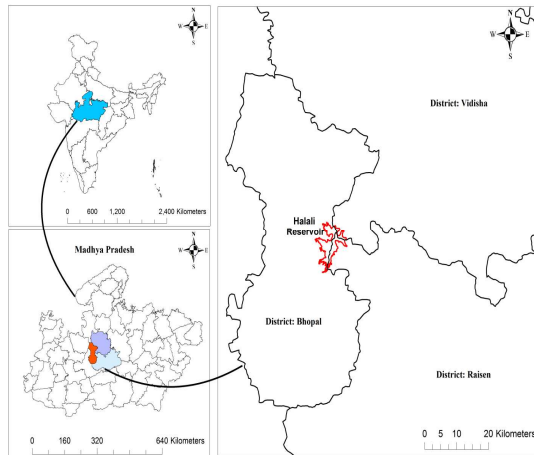 N
W E
S
0 600 1,200 2,400 Kilometers
Madhya Pradesh
N
W E
S
0 160 320 640 Kilometers
N
W E
S
District: Vidisha
Halali
Reservoir
District: Bhopal
District: Raisen
0 5 10 20 Kilometers